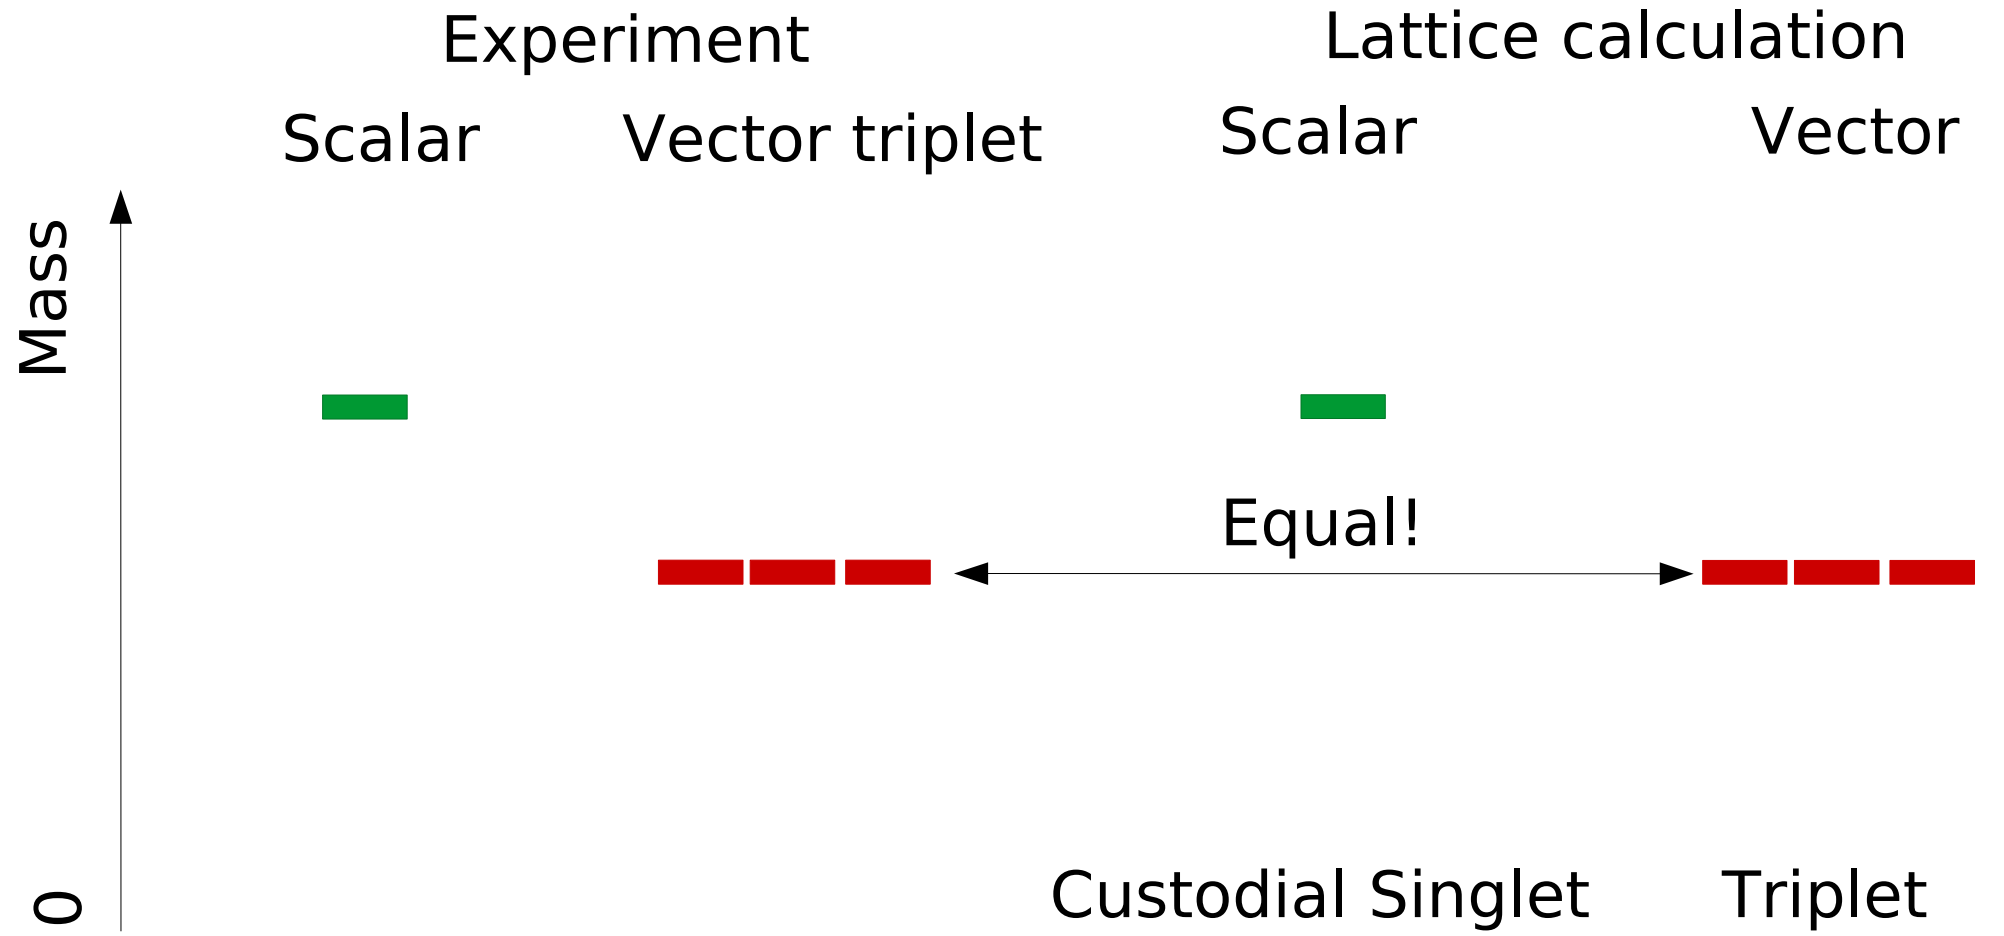 Experiment
Lattice calculation
Scalar
Vector triplet
Scalar
Vector
Mass
Equal!
0
Custodial Singlet
Triplet